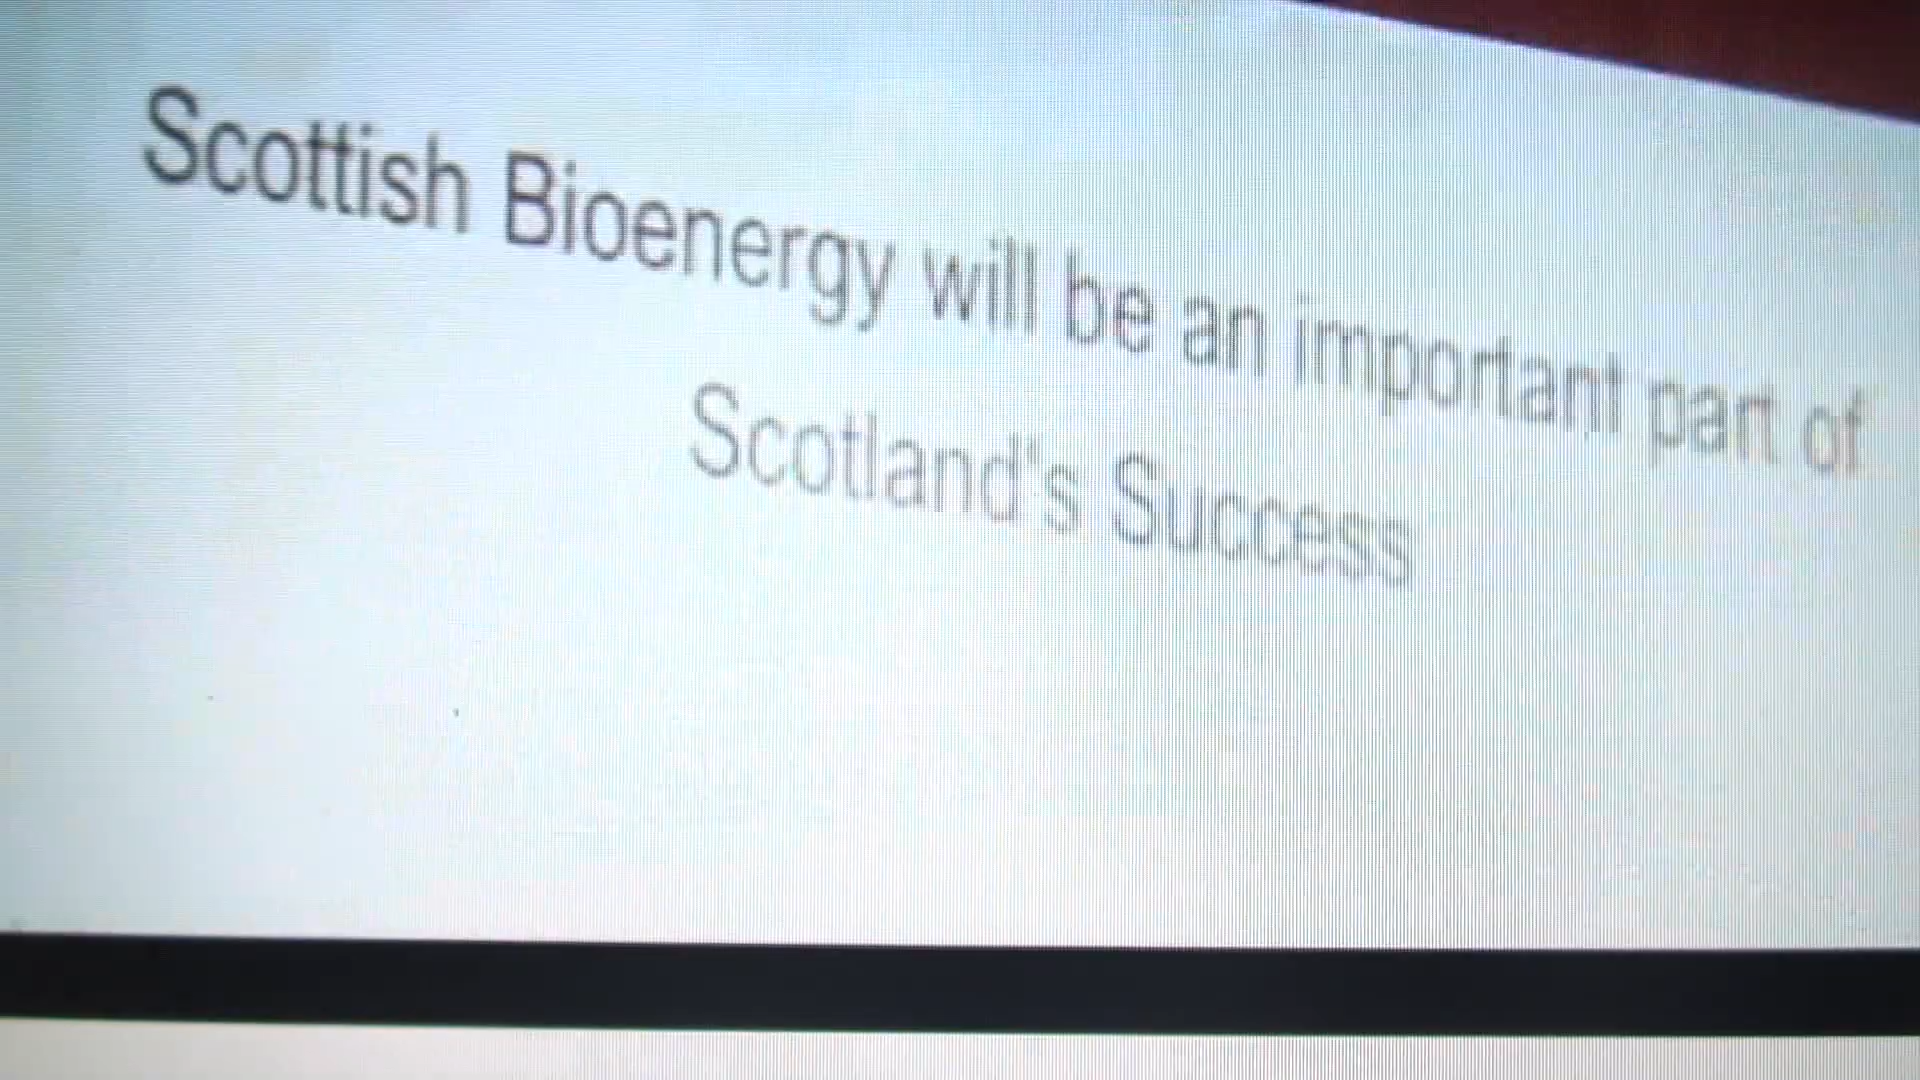 Scottish Bioenergy will be an important part of
Scotland's Success